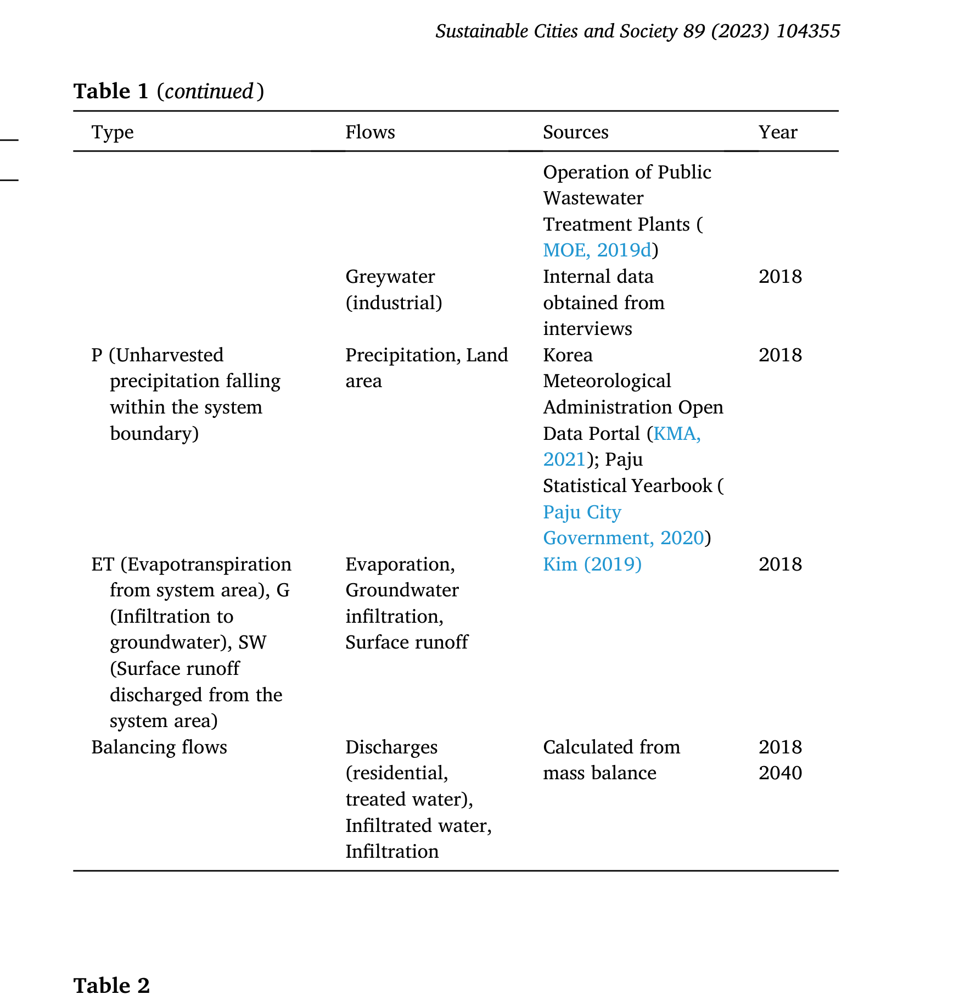 Sustainable Cities and Society 89 (2023) 104355
Table 1 (continued)
Type Flows Sources Year
Operation of Public
Wastewater
Treatment Plants (
MOE, 2019d)
Greywater Internal data 2018
(industrial) obtained from
interviews
P (Unharvested Precipitation, Land Korea 2018
precipitation falling area Meteorological
within the system Administration Open
boundary) Data Portal (KMA,
2021); Paju
Statistical Yearbook (
Paju City
Government, 2020)
ET (Evapotranspiration Evaporation, Kim (2019) 2018
from system area), G Groundwater
(Infiltration to infiltration,
groundwater), SW Surface runoff
(Surface runoff
discharged from the
system area)
Balancing flows Discharges Calculated from 2018
(residential, mass balance 2040
treated water),
Infiltrated water,
Infiltration
Table 2